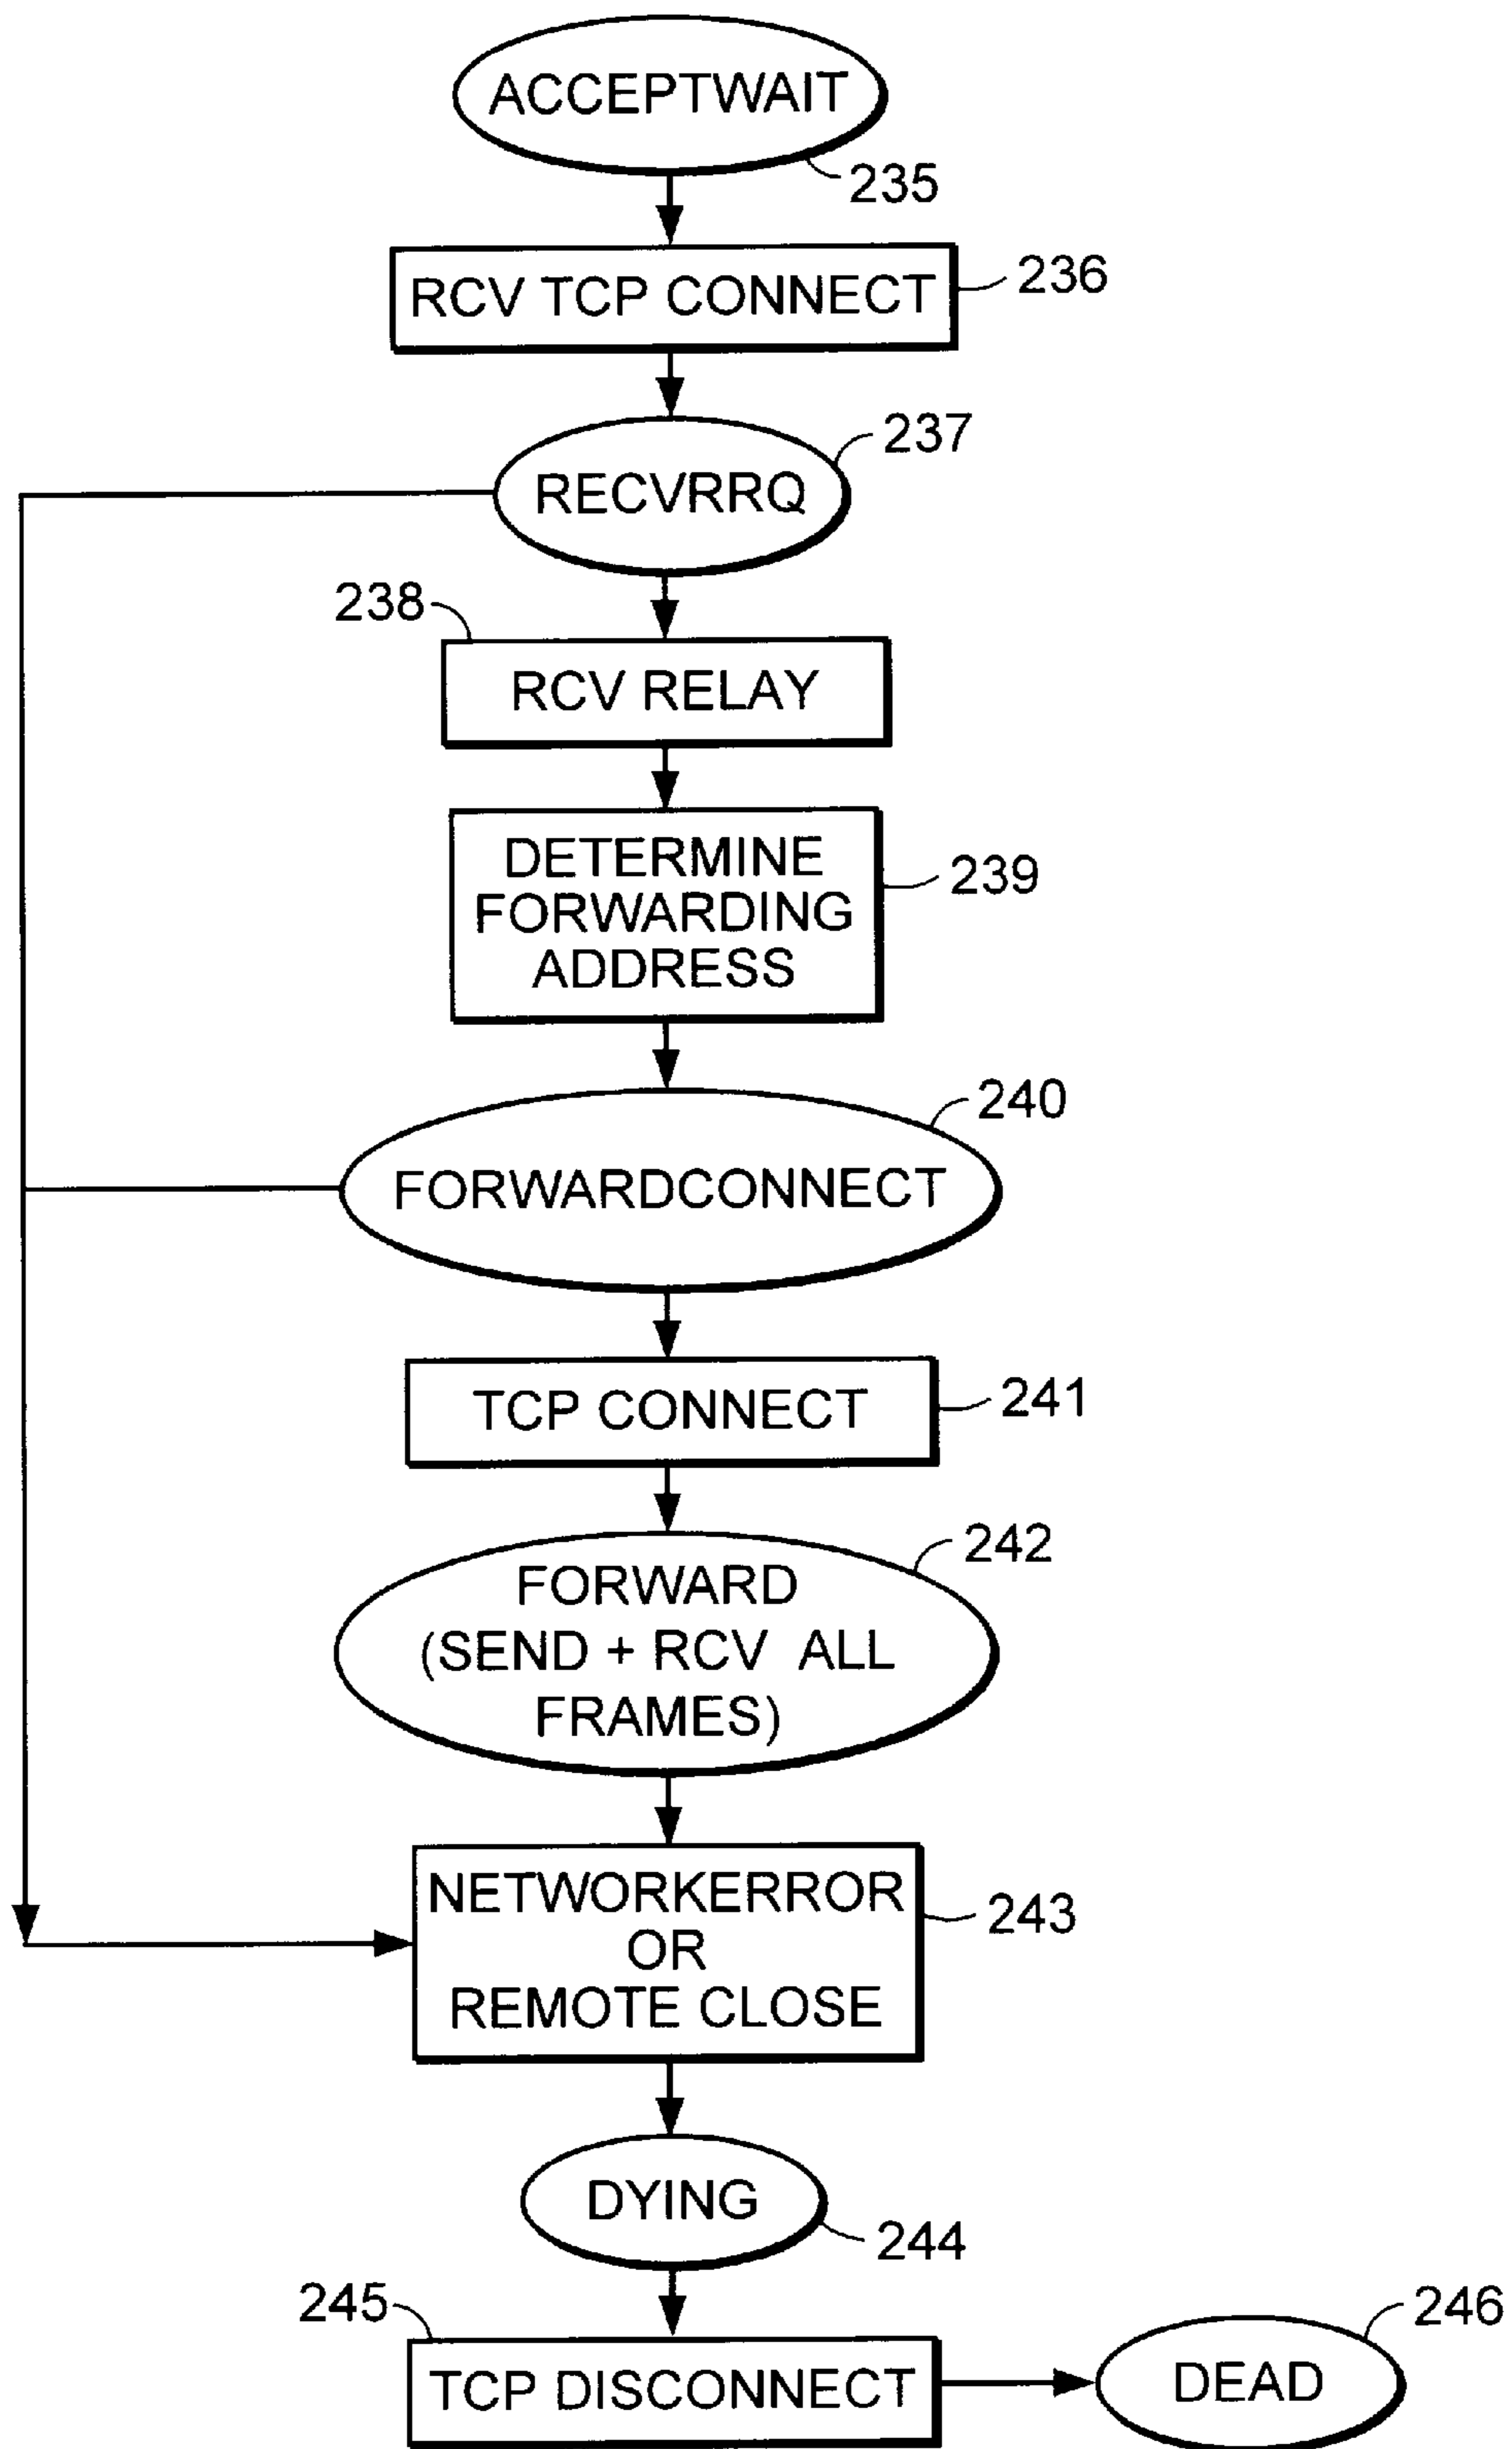 ACCEPTWAIT
235
RCV TCP CONNECT
236
237
RECVRRQ
238
RCV RELAY
DETERMINE
FORWARDING
ADDRESS
239
240
FORWARDCONNECT
TCP CONNECT
241
242
FORWARD
(SEND + RCV ALL
FRAMES)
NETWORKERROR
OR
REMOTE CLOSE
243
DYING
244
245
TCP DISCONNECT
246
DEAD